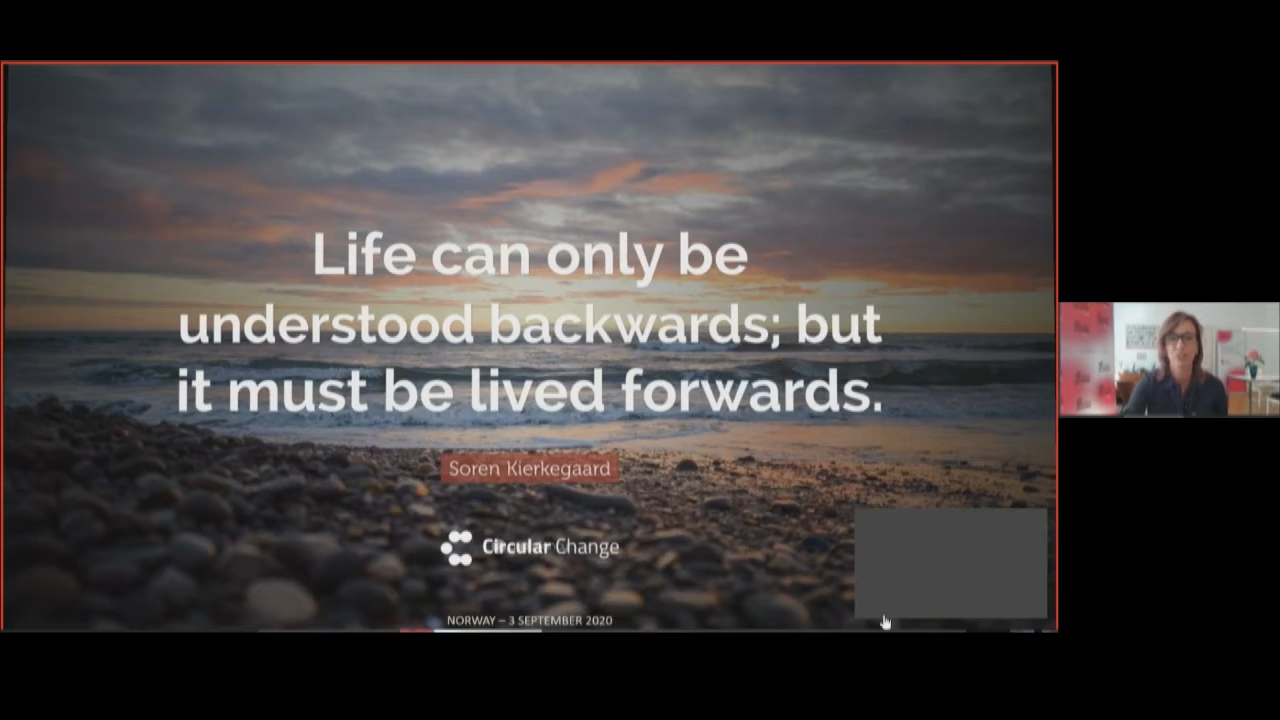 Life can only be
understood backwards; but
it must be lived forwards.
Soren Kierkegaard
Circular Change
NORWAY – 3 SEPTEMBER 2020